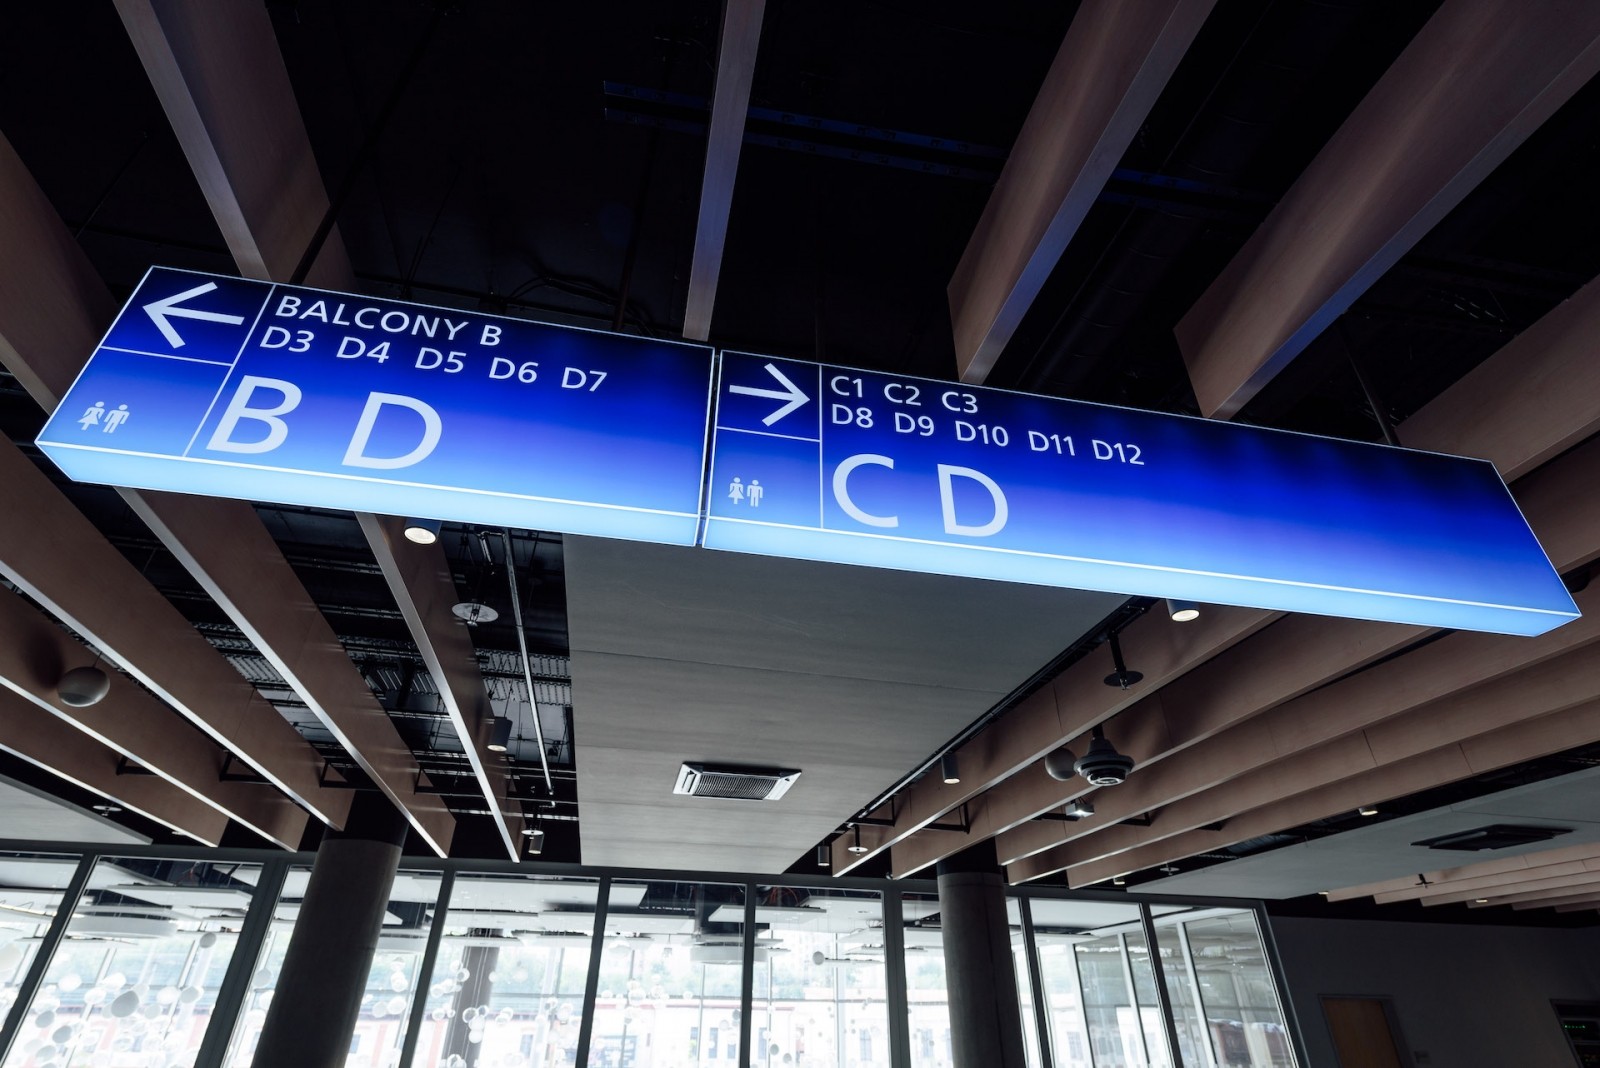 BALCONY B
D3 D4 D5 D6 D7
B D
C1 C2 C3
D8 D9 D10 D11 D12
C D